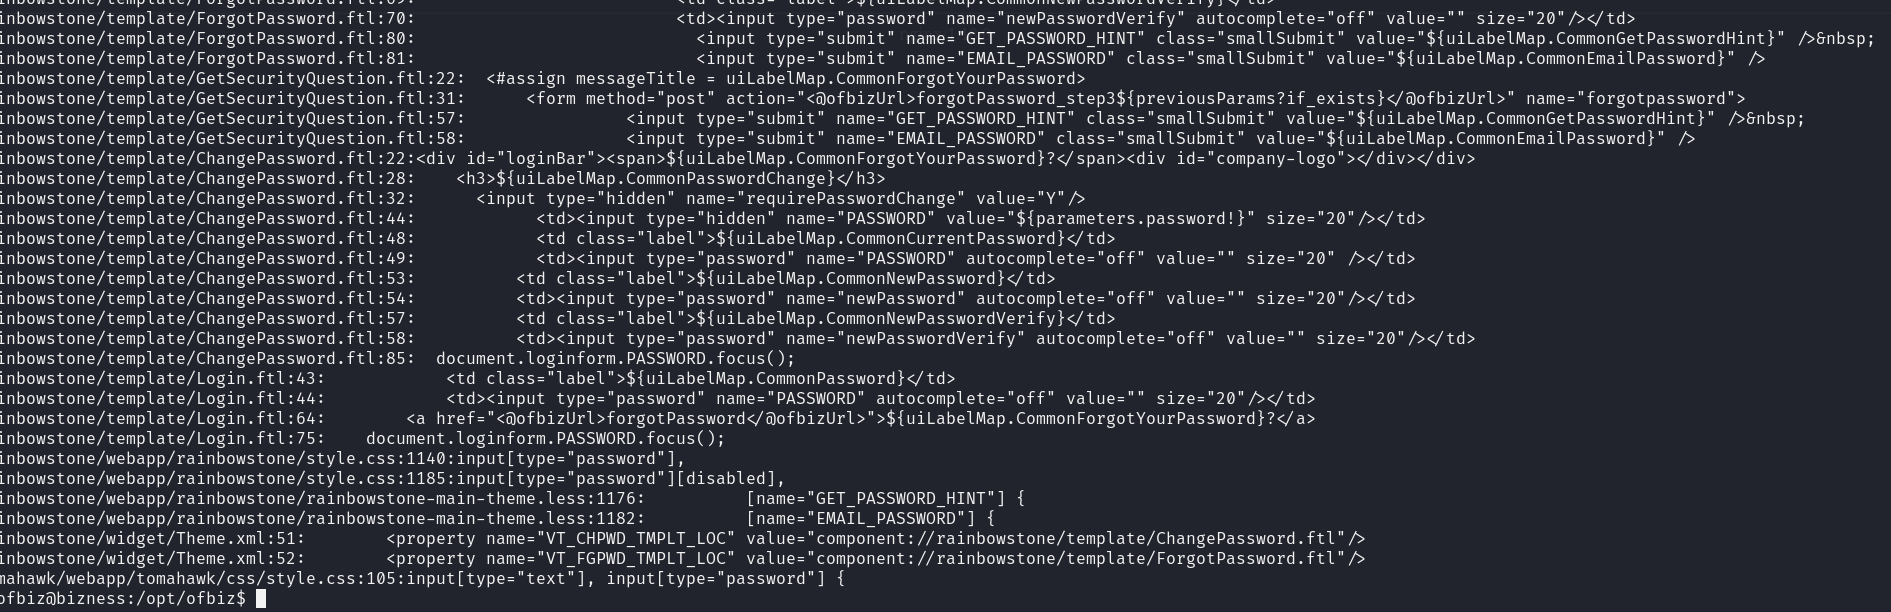 inbowstone/template/ForgotPassword.ftl:69: <td class="label">${uiLabelMap.CommonNewPasswordVerify}</td>
inbowstone/template/ForgotPassword.ftl:70: <td><input type="password" name="newPasswordVerify" autocomplete="off" value="" size="20"/></td>
inbowstone/template/ForgotPassword.ftl:80: <input type="submit" name="GET_PASSWORD_HINT" class="smallSubmit" value="${uiLabelMap.CommonGetPasswordHint}" />&nbsp;
inbowstone/template/ForgotPassword.ftl:81: <input type="submit" name="EMAIL_PASSWORD" class="smallSubmit" value="${uiLabelMap.CommonEmailPassword}" />
inbowstone/template/GetSecurityQuestion.ftl:22: <#assign messageTitle = uiLabelMap.CommonForgotYourPassword>
inbowstone/template/GetSecurityQuestion.ftl:31: <form method="post" action="<@ofbizUrl>forgotPassword_step3${previousParams?if_exists}</@ofbizUrl>" name="forgotpassword">
inbowstone/template/GetSecurityQuestion.ftl:57: <input type="submit" name="GET_PASSWORD_HINT" class="smallSubmit" value="${uiLabelMap.CommonGetPasswordHint}" />&nbsp;
inbowstone/template/GetSecurityQuestion.ftl:58: <input type="submit" name="EMAIL_PASSWORD" class="smallSubmit" value="${uiLabelMap.CommonEmailPassword}" />
inbowstone/template/ChangePassword.ftl:22:<div id="loginBar"><span>${uiLabelMap.CommonForgotYourPassword}?</span><div id="company-logo"></div></div>
inbowstone/template/ChangePassword.ftl:28: <h3>${uiLabelMap.CommonPasswordChange}</h3>
inbowstone/template/ChangePassword.ftl:32: <input type="hidden" name="requirePasswordChange" value="Y"/>
inbowstone/template/ChangePassword.ftl:44: <td><input type="hidden" name="PASSWORD" value="${parameters.password!}" size="20"/></td>
inbowstone/template/ChangePassword.ftl:48: <td class="label">${uiLabelMap.CommonCurrentPassword}</td>
inbowstone/template/ChangePassword.ftl:49: <td><input type="password" name="PASSWORD" autocomplete="off" value="" size="20" /></td>
inbowstone/template/ChangePassword.ftl:53: <td class="label">${uiLabelMap.CommonNewPassword}</td>
inbowstone/template/ChangePassword.ftl:54: <td><input type="password" name="newPassword" autocomplete="off" value="" size="20"/></td>
inbowstone/template/ChangePassword.ftl:57: <td class="label">${uiLabelMap.CommonNewPasswordVerify}</td>
inbowstone/template/ChangePassword.ftl:58: <td><input type="password" name="newPasswordVerify" autocomplete="off" value="" size="20"/></td>
inbowstone/template/ChangePassword.ftl:85: document.loginform.PASSWORD.focus();
inbowstone/template/Login.ftl:43: <td class="label">${uiLabelMap.CommonPassword}</td>
inbowstone/template/Login.ftl:44: <td><input type="password" name="PASSWORD" autocomplete="off" value="" size="20"/></td>
inbowstone/template/Login.ftl:64: <a href="<@ofbizUrl>forgotPassword</@ofbizUrl>">${uiLabelMap.CommonForgotYourPassword}?</a>
inbowstone/template/Login.ftl:75: document.loginform.PASSWORD.focus();
inbowstone/webapp/rainbowstone/style.css:1140:input[type="password"],
inbowstone/webapp/rainbowstone/style.css:1185:input[type="password"][disabled],
inbowstone/webapp/rainbowstone/rainbowstone-main-theme.less:1176: [name="GET_PASSWORD_HINT"] {
inbowstone/webapp/rainbowstone/rainbowstone-main-theme.less:1182: [name="EMAIL_PASSWORD"] {
inbowstone/widget/Theme.xml:51: <property name="VT_CHPWD_TMPLT_LOC" value="component://rainbowstone/template/ChangePassword.ftl"/>
inbowstone/widget/Theme.xml:52: <property name="VT_FGPWD_TMPLT_LOC" value="component://rainbowstone/template/ForgotPassword.ftl"/>
mahawk/webapp/tomahawk/css/style.css:105:input[type="text"], input[type="password"] {
ofbiz@bizness:/opt/ofbiz$